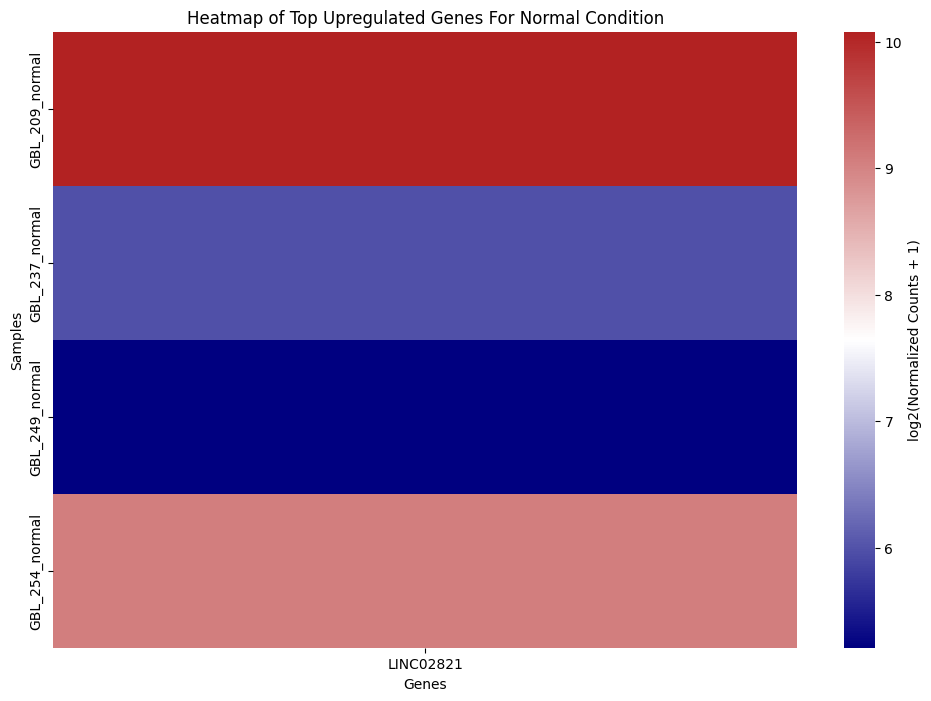 Heatmap of Top Upregulated Genes For Normal Condition
Samples
GBL_209_normal
GBL_237_normal
GBL_249_normal
GBL_254_normal
LINC02821
Genes
10
9
8
7
6
log2(Normalized Counts + 1)